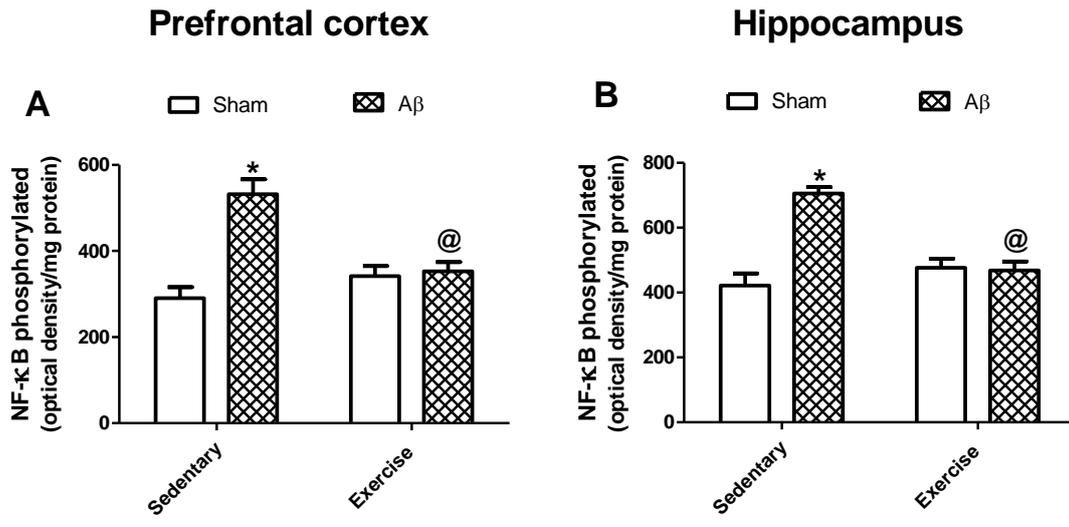 Prefrontal cortex
Hippocampus
A
Sham
Aβ
NF-κB phosphorylated
(optical density/mg protein)
600
400
200
0
*
@
Sedentary
Exercise
B
Sham
Aβ
NF-κB phosphorylated
(optical density/mg protein)
800
600
400
200
0
*
@
Sedentary
Exercise